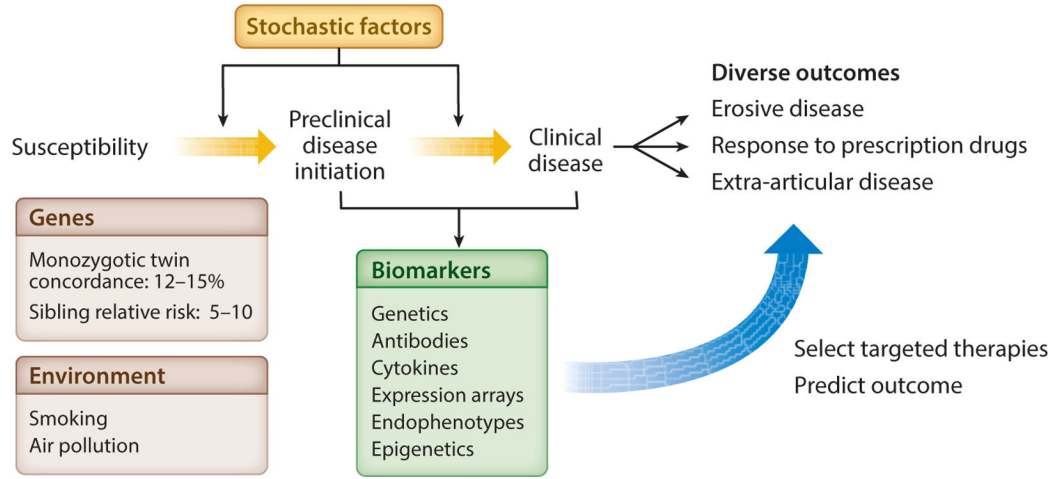 Stochastic factors
Susceptibility
Preclinical
disease
initiation
Clinical
disease
Diverse outcomes
Erosive disease
Response to prescription drugs
Extra-articular disease
Genes
Monozygotic twin
concordance: 12–15%
Sibling relative risk: 5–10
Environment
Smoking
Air pollution
Biomarkers
Genetics
Antibodies
Cytokines
Expression arrays
Endophenotypes
Epigenetics
Select targeted therapies
Predict outcome